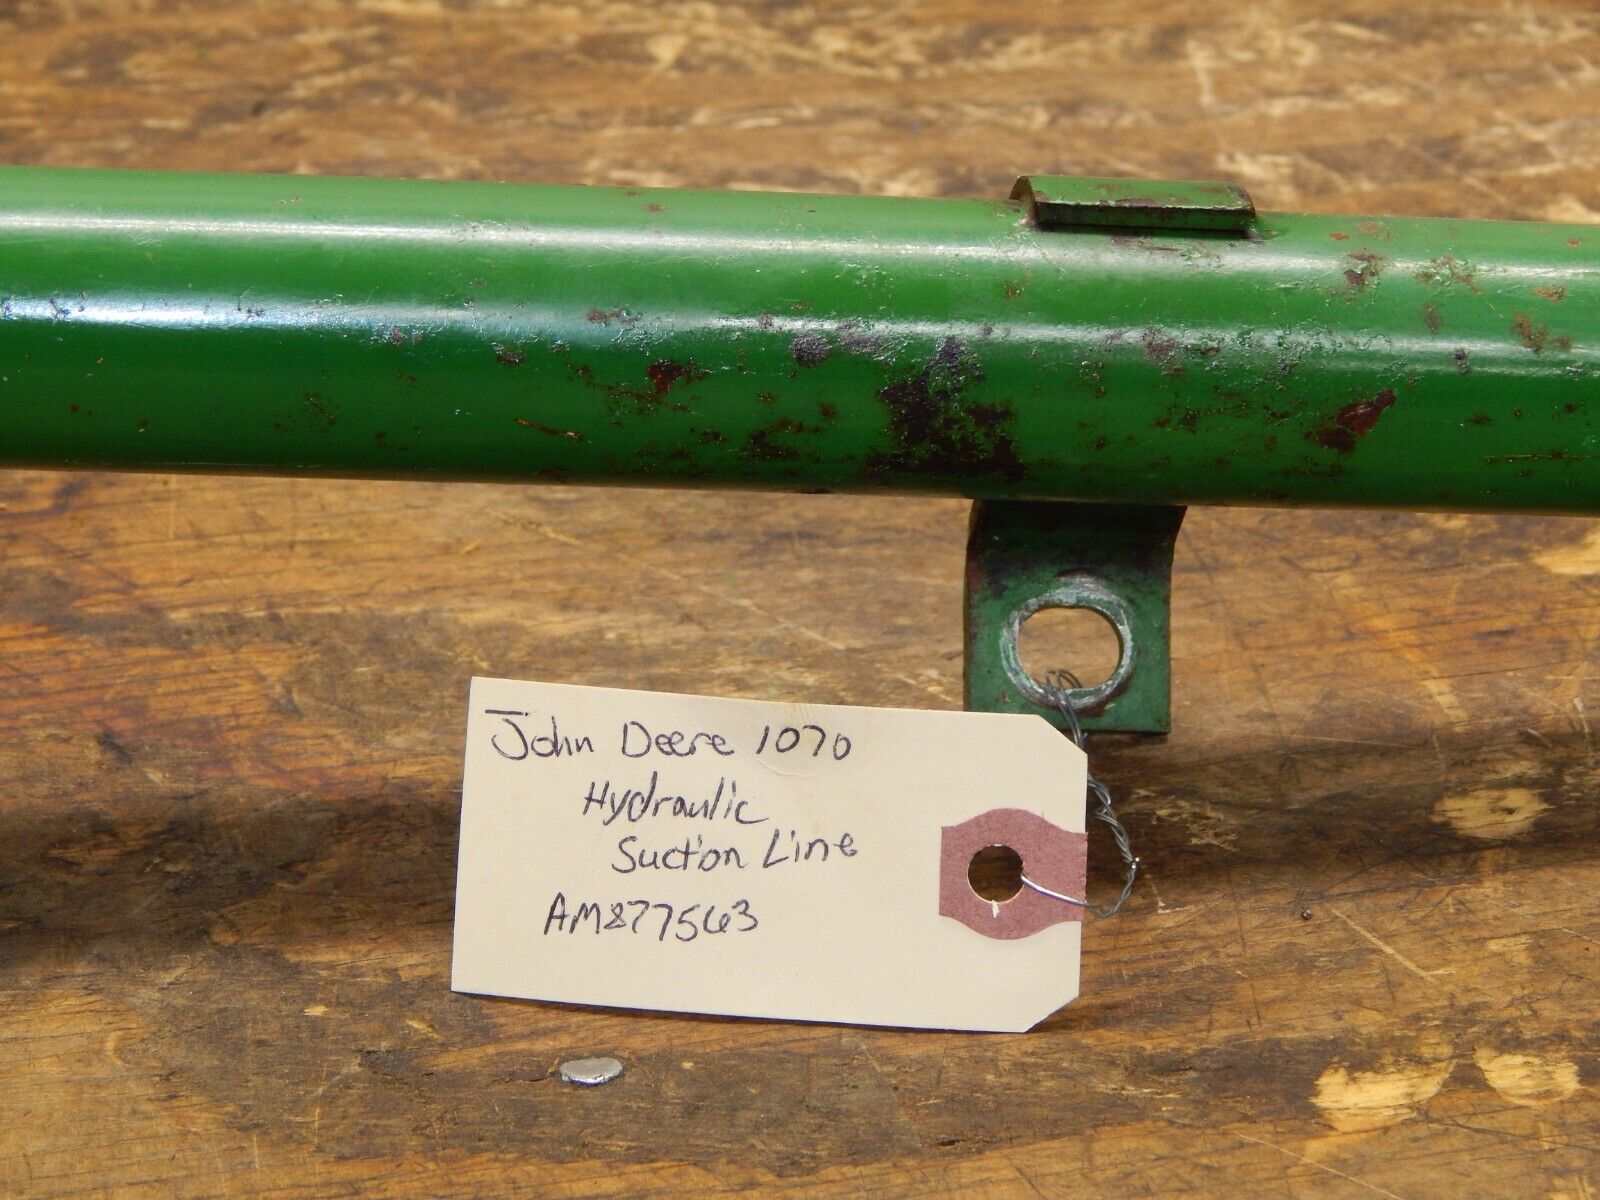 John Deere 1070
Hydraulic
Suction Line
AM877563